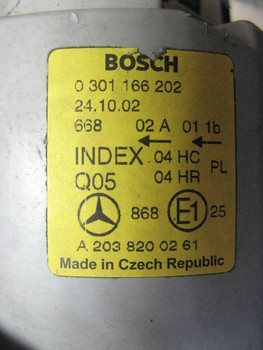 BOSCH
0 301 166 202
24.10.02
668 02 A 01 1b
INDEX .04 HC PL
Q05 04 HR
868 E1 25
A 203 820 02 61
Made in Czech Republic